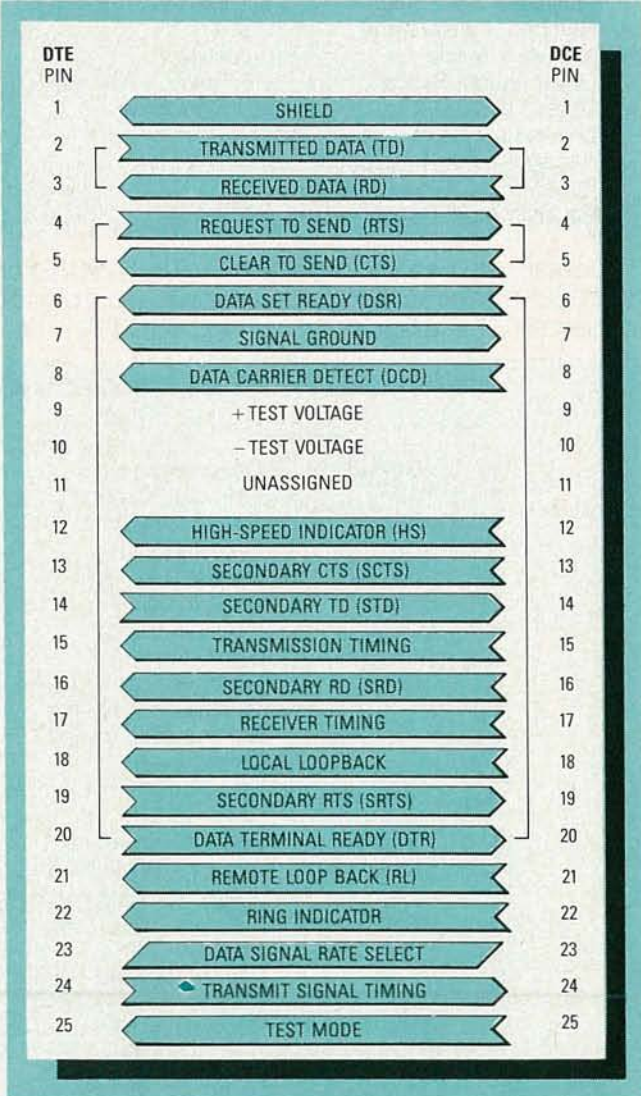 DTE DCE
PIN PIN
1 SHIELD 1
2 TRANSMITTED DATA (TD) 2
3 RECEIVED DATA (RD) 3
4 REQUEST TO SEND (RTS) 4
5 CLEAR TO SEND (CTS) 5
6 DATA SET READY (DSR) 6
7 SIGNAL GROUND 7
8 DATA CARRIER DETECT (DCD) 8
9 +TEST VOLTAGE 9
10 −TEST VOLTAGE 10
11 UNASSIGNED 11
12 HIGH-SPEED INDICATOR (HS) 12
13 SECONDARY CTS (SCTS) 13
14 SECONDARY TD (STD) 14
15 TRANSMISSION TIMING 15
16 SECONDARY RD (SRD) 16
17 RECEIVER TIMING 17
18 LOCAL LOOPBACK 18
19 SECONDARY RTS (SRTS) 19
20 DATA TERMINAL READY (DTR) 20
21 REMOTE LOOP BACK (RL) 21
22 RING INDICATOR 22
23 DATA SIGNAL RATE SELECT 23
24 TRANSMIT SIGNAL TIMING 24
25 TEST MODE 25